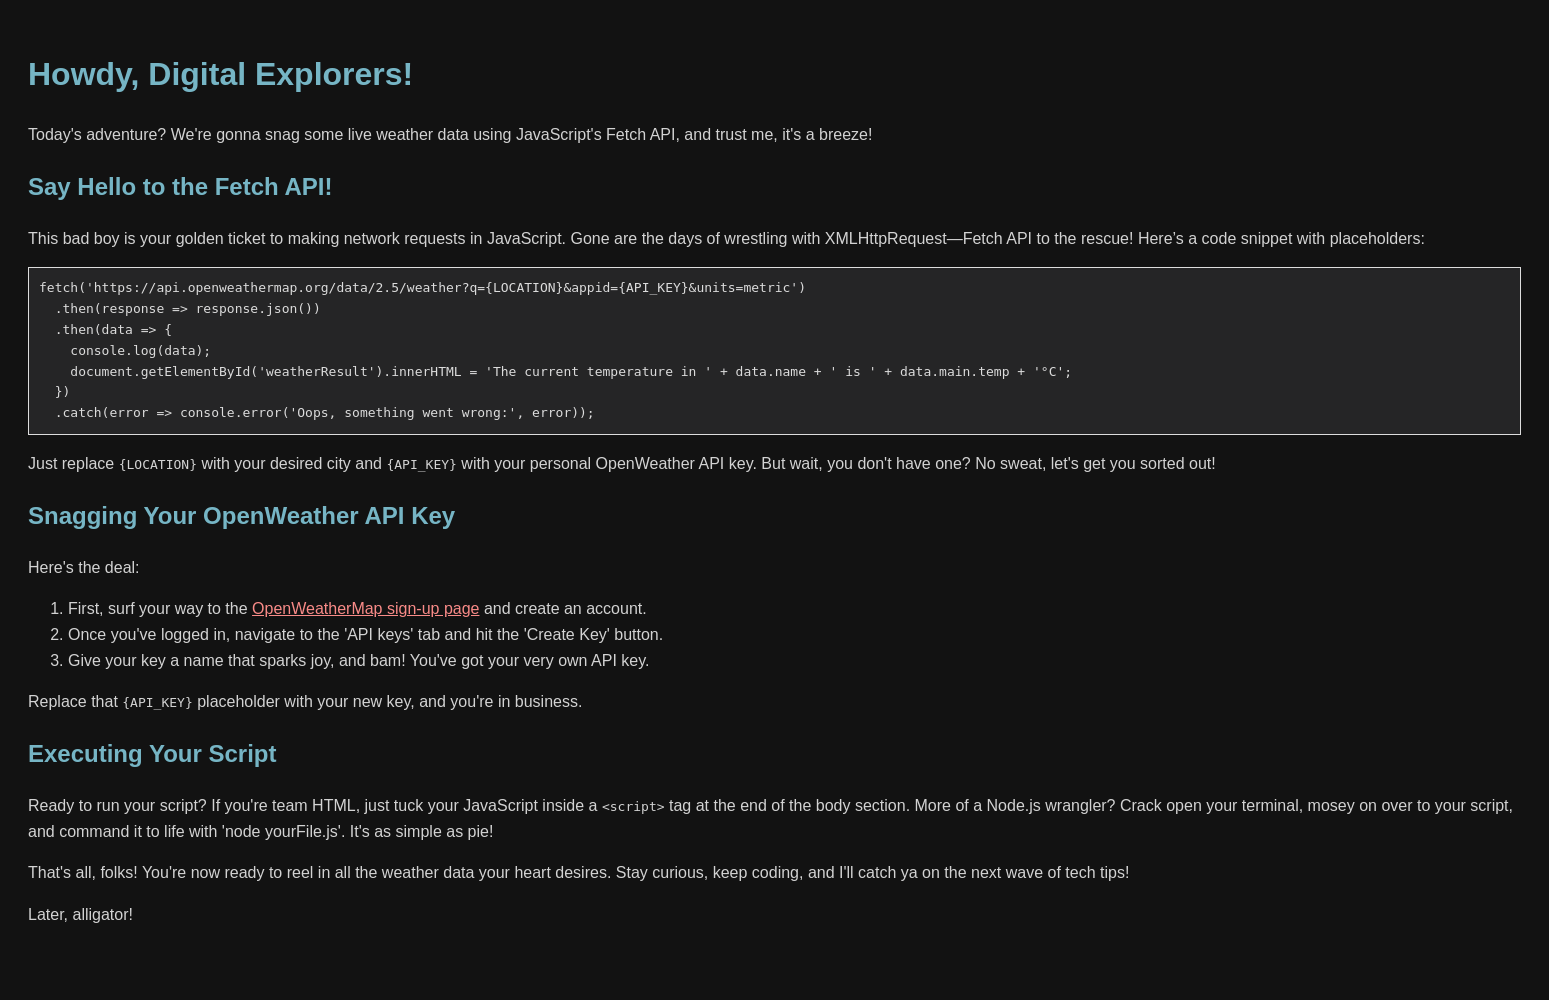 Howdy, Digital Explorers!
Today's adventure? We're gonna snag some live weather data using JavaScript's Fetch API, and trust me, it's a breeze!
Say Hello to the Fetch API!
This bad boy is your golden ticket to making network requests in JavaScript. Gone are the days of wrestling with XMLHttpRequest—Fetch API to the rescue! Here's a code snippet with placeholders:
fetch('https://api.openweathermap.org/data/2.5/weather?q={LOCATION}&appid={API_KEY}&units=metric')
  .then(response => response.json())
  .then(data => {
    console.log(data);
    document.getElementById('weatherResult').innerHTML = 'The current temperature in ' + data.name + ' is ' + data.main.temp + '°C';
  })
  .catch(error => console.error('Oops, something went wrong:', error));
Just replace {LOCATION} with your desired city and {API_KEY} with your personal OpenWeather API key. But wait, you don't have one? No sweat, let's get you sorted out!
Snagging Your OpenWeather API Key
Here's the deal:
1. First, surf your way to the OpenWeatherMap sign-up page and create an account.
2. Once you've logged in, navigate to the 'API keys' tab and hit the 'Create Key' button.
3. Give your key a name that sparks joy, and bam! You've got your very own API key.
Replace that {API_KEY} placeholder with your new key, and you're in business.
Executing Your Script
Ready to run your script? If you're team HTML, just tuck your JavaScript inside a <script> tag at the end of the body section. More of a Node.js wrangler? Crack open your terminal, mosey on over to your script,
and command it to life with 'node yourFile.js'. It's as simple as pie!
That's all, folks! You're now ready to reel in all the weather data your heart desires. Stay curious, keep coding, and I'll catch ya on the next wave of tech tips!
Later, alligator!